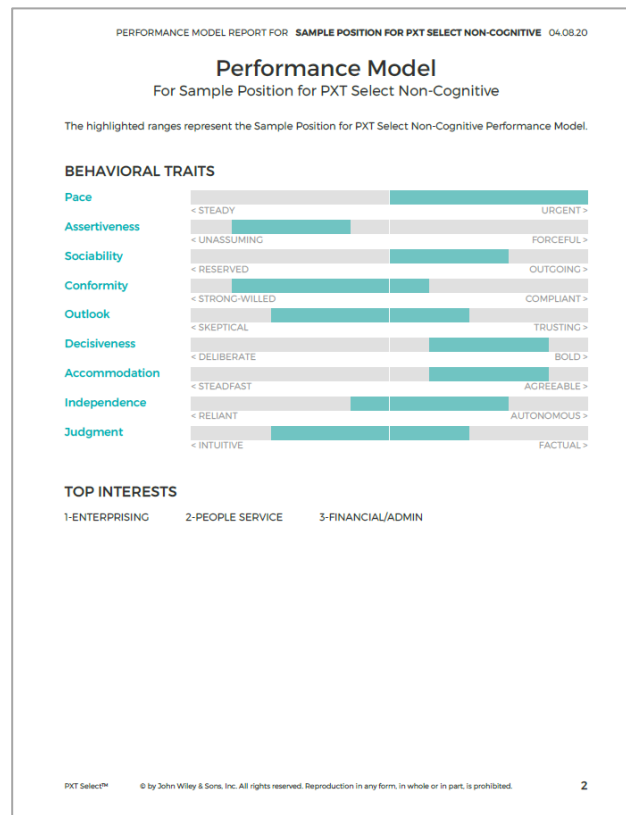 PERFORMANCE MODEL REPORT FOR SAMPLE POSITION FOR PXT SELECT NON-COGNITIVE 04.08.20
Performance Model
For Sample Position for PXT Select Non-Cognitive
The highlighted ranges represent the Sample Position for PXT Select Non-Cognitive Performance Model.
BEHAVIORAL TRAITS
Pace
< STEADY URGENT >
Assertiveness
< UNASSUMING FORCEFUL >
Sociability
< RESERVED OUTGOING >
Conformity
< STRONG-WILLED COMPLIANT >
Outlook
< SKEPTICAL TRUSTING >
Decisiveness
< DELIBERATE BOLD >
Accommodation
< STEADFAST AGREEABLE >
Independence
< RELIANT AUTONOMOUS >
Judgment
< INTUITIVE FACTUAL >
TOP INTERESTS
1-ENTERPRISING 2-PEOPLE SERVICE 3-FINANCIAL/ADMIN
PXT Select™ © by John Wiley & Sons, Inc. All rights reserved. Reproduction in any form, in whole or in part, is prohibited. 2